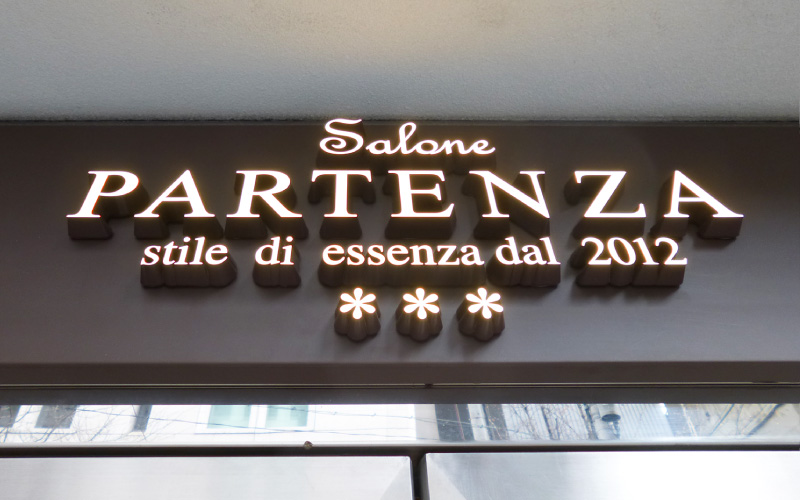 Salone
PARTENZA
stile di essenza dal 2012
***